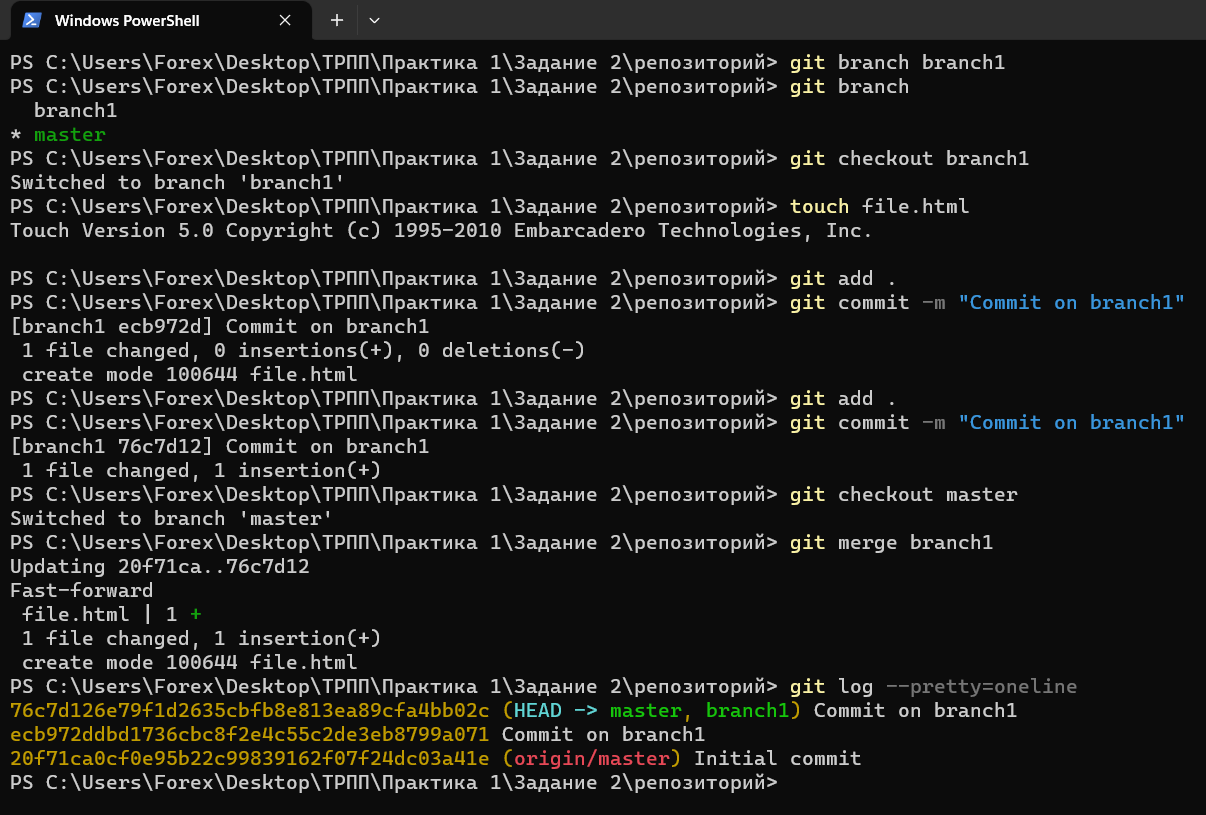 Windows PowerShell
PS C:\Users\Forex\Desktop\ТРПП\Практика 1\Задание 2\репозиторий> git branch branch1
PS C:\Users\Forex\Desktop\ТРПП\Практика 1\Задание 2\репозиторий> git branch
  branch1
* master
PS C:\Users\Forex\Desktop\ТРПП\Практика 1\Задание 2\репозиторий> git checkout branch1
Switched to branch 'branch1'
PS C:\Users\Forex\Desktop\ТРПП\Практика 1\Задание 2\репозиторий> touch file.html
Touch Version 5.0 Copyright (c) 1995-2010 Embarcadero Technologies, Inc.

PS C:\Users\Forex\Desktop\ТРПП\Практика 1\Задание 2\репозиторий> git add .
PS C:\Users\Forex\Desktop\ТРПП\Практика 1\Задание 2\репозиторий> git commit -m "Commit on branch1"
[branch1 ecb972d] Commit on branch1
 1 file changed, 0 insertions(+), 0 deletions(-)
 create mode 100644 file.html
PS C:\Users\Forex\Desktop\ТРПП\Практика 1\Задание 2\репозиторий> git add .
PS C:\Users\Forex\Desktop\ТРПП\Практика 1\Задание 2\репозиторий> git commit -m "Commit on branch1"
[branch1 76c7d12] Commit on branch1
 1 file changed, 1 insertion(+)
PS C:\Users\Forex\Desktop\ТРПП\Практика 1\Задание 2\репозиторий> git checkout master
Switched to branch 'master'
PS C:\Users\Forex\Desktop\ТРПП\Практика 1\Задание 2\репозиторий> git merge branch1
Updating 20f71ca..76c7d12
Fast-forward
 file.html | 1 +
 1 file changed, 1 insertion(+)
 create mode 100644 file.html
PS C:\Users\Forex\Desktop\ТРПП\Практика 1\Задание 2\репозиторий> git log --pretty=oneline
76c7d126e79f1d2635cbfb8e813ea89cfa4bb02c (HEAD -> master, branch1) Commit on branch1
ecb972ddbd1736cbc8f2e4c55c2de3eb8799a071 Commit on branch1
20f71ca0cf0e95b22c99839162f07f24dc03a41e (origin/master) Initial commit
PS C:\Users\Forex\Desktop\ТРПП\Практика 1\Задание 2\репозиторий>